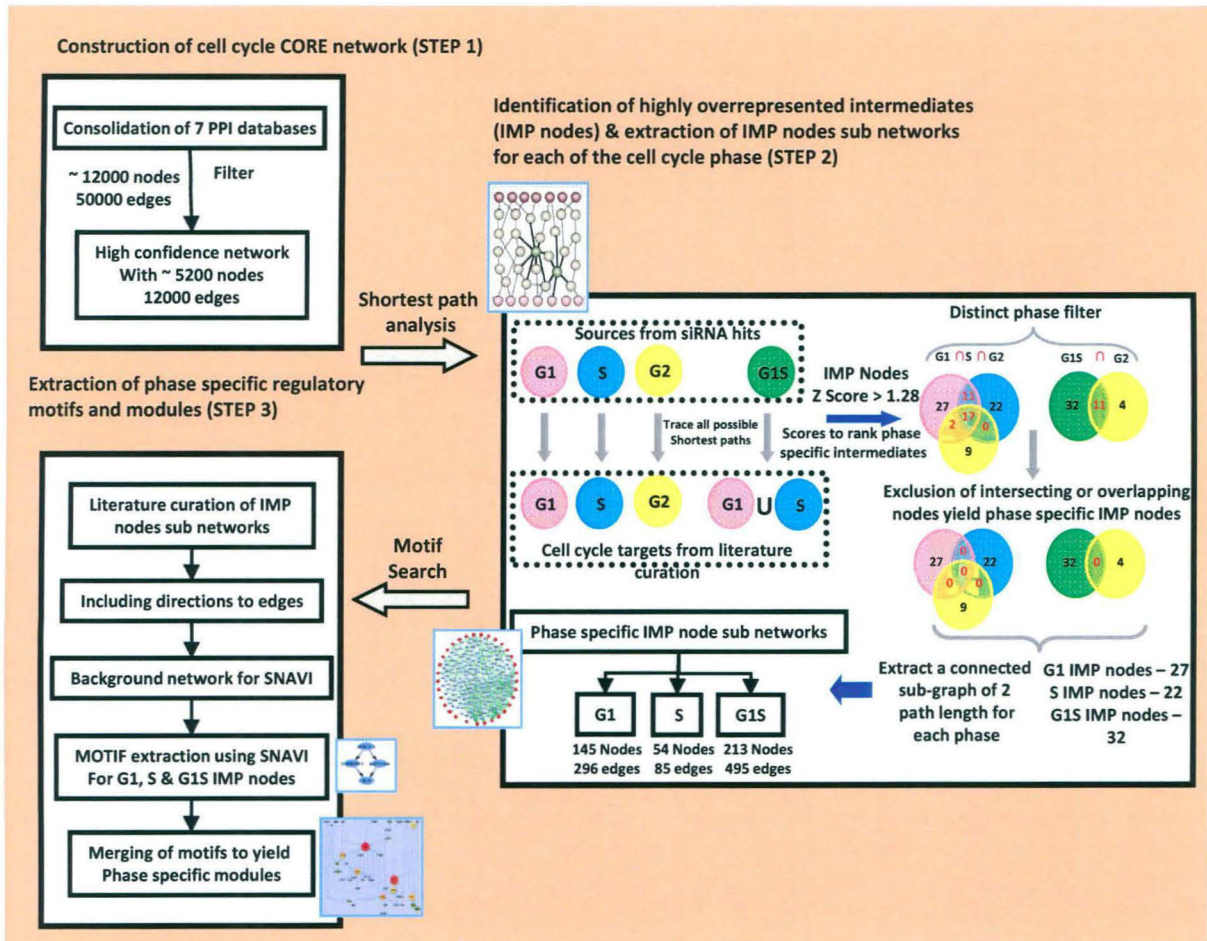 Construction of cell cycle CORE network (STEP 1)
Consolidation of 7 PPI databases
~ 12000 nodes
50000 edges
Filter
High confidence network
With ~ 5200 nodes
12000 edges
Shortest path
analysis
Identification of highly overrepresented intermediates
(IMP nodes) & extraction of IMP nodes sub networks
for each of the cell cycle phase (STEP 2)
Sources from siRNA hits
G1
S
G2
G1S
Trace all possible
Shortest paths
G1
S
G2
G1
U
S
Cell cycle targets from literature
curation
IMP Nodes
Z Score > 1.28
Scores to rank phase
specific intermediates
Distinct phase filter
G1 ∩S ∩G2
G1S ∩ G2
27
11
22
17
2
0
9
32
11
4
Exclusion of intersecting or overlapping
nodes yield phase specific IMP nodes
27
0
22
0
0
0
9
32
0
4
G1 IMP nodes – 27
S IMP nodes – 22
G1S IMP nodes –
32
Extract a connected
sub-graph of 2
path length for
each phase
Phase specific IMP node sub networks
G1
S
G1S
145 Nodes
296 edges
54 Nodes
85 edges
213 Nodes
495 edges
Motif
Search
Extraction of phase specific regulatory
motifs and modules (STEP 3)
Literature curation of IMP
nodes sub networks
Including directions to edges
Background network for SNAVI
MOTIF extraction using SNAVI
For G1, S & G1S IMP nodes
Merging of motifs to yield
Phase specific modules